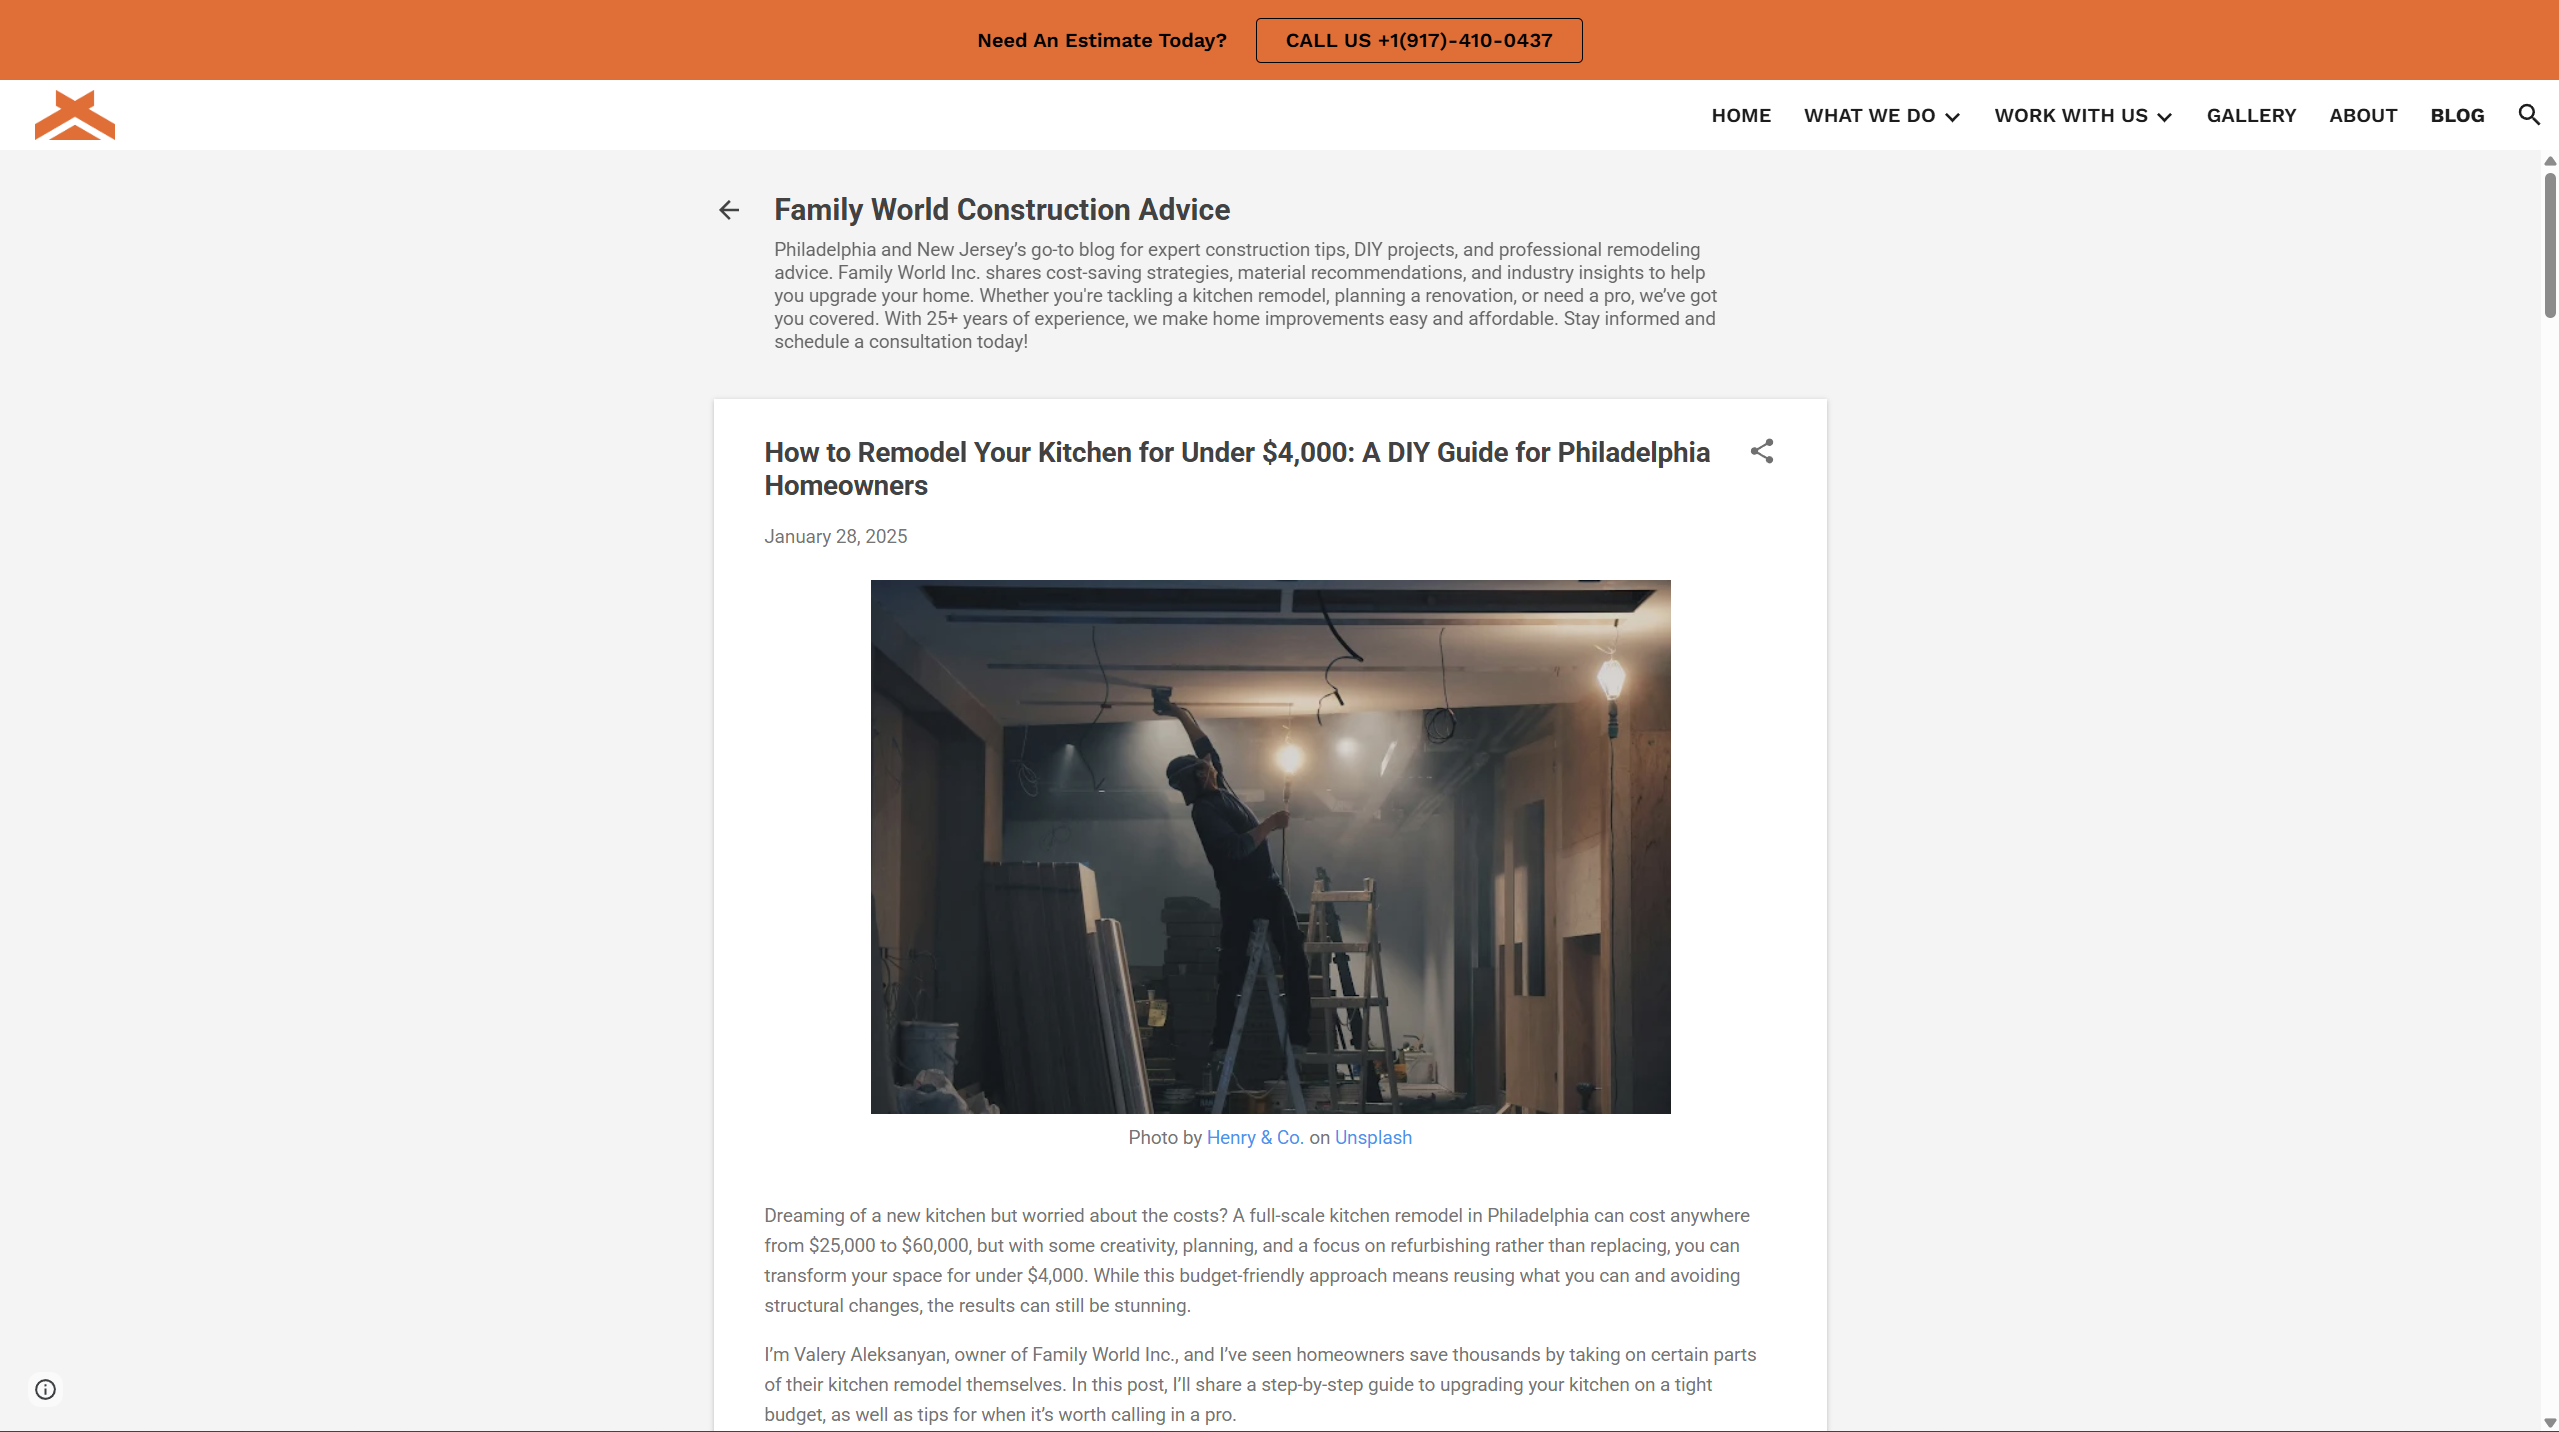 Need An Estimate Today?
CALL US +1(917)-410-0437
HOME
WHAT WE DO
WORK WITH US
GALLERY
ABOUT
BLOG
Family World Construction Advice
Philadelphia and New Jersey’s go-to blog for expert construction tips, DIY projects, and professional remodeling
advice. Family World Inc. shares cost-saving strategies, material recommendations, and industry insights to help
you upgrade your home. Whether you're tackling a kitchen remodel, planning a renovation, or need a pro, we’ve got
you covered. With 25+ years of experience, we make home improvements easy and affordable. Stay informed and
schedule a consultation today!
How to Remodel Your Kitchen for Under $4,000: A DIY Guide for Philadelphia
Homeowners
January 28, 2025
Photo by Henry & Co. on Unsplash
Dreaming of a new kitchen but worried about the costs? A full-scale kitchen remodel in Philadelphia can cost anywhere
from $25,000 to $60,000, but with some creativity, planning, and a focus on refurbishing rather than replacing, you can
transform your space for under $4,000. While this budget-friendly approach means reusing what you can and avoiding
structural changes, the results can still be stunning.
I’m Valery Aleksanyan, owner of Family World Inc., and I’ve seen homeowners save thousands by taking on certain parts
of their kitchen remodel themselves. In this post, I’ll share a step-by-step guide to upgrading your kitchen on a tight
budget, as well as tips for when it’s worth calling in a pro.